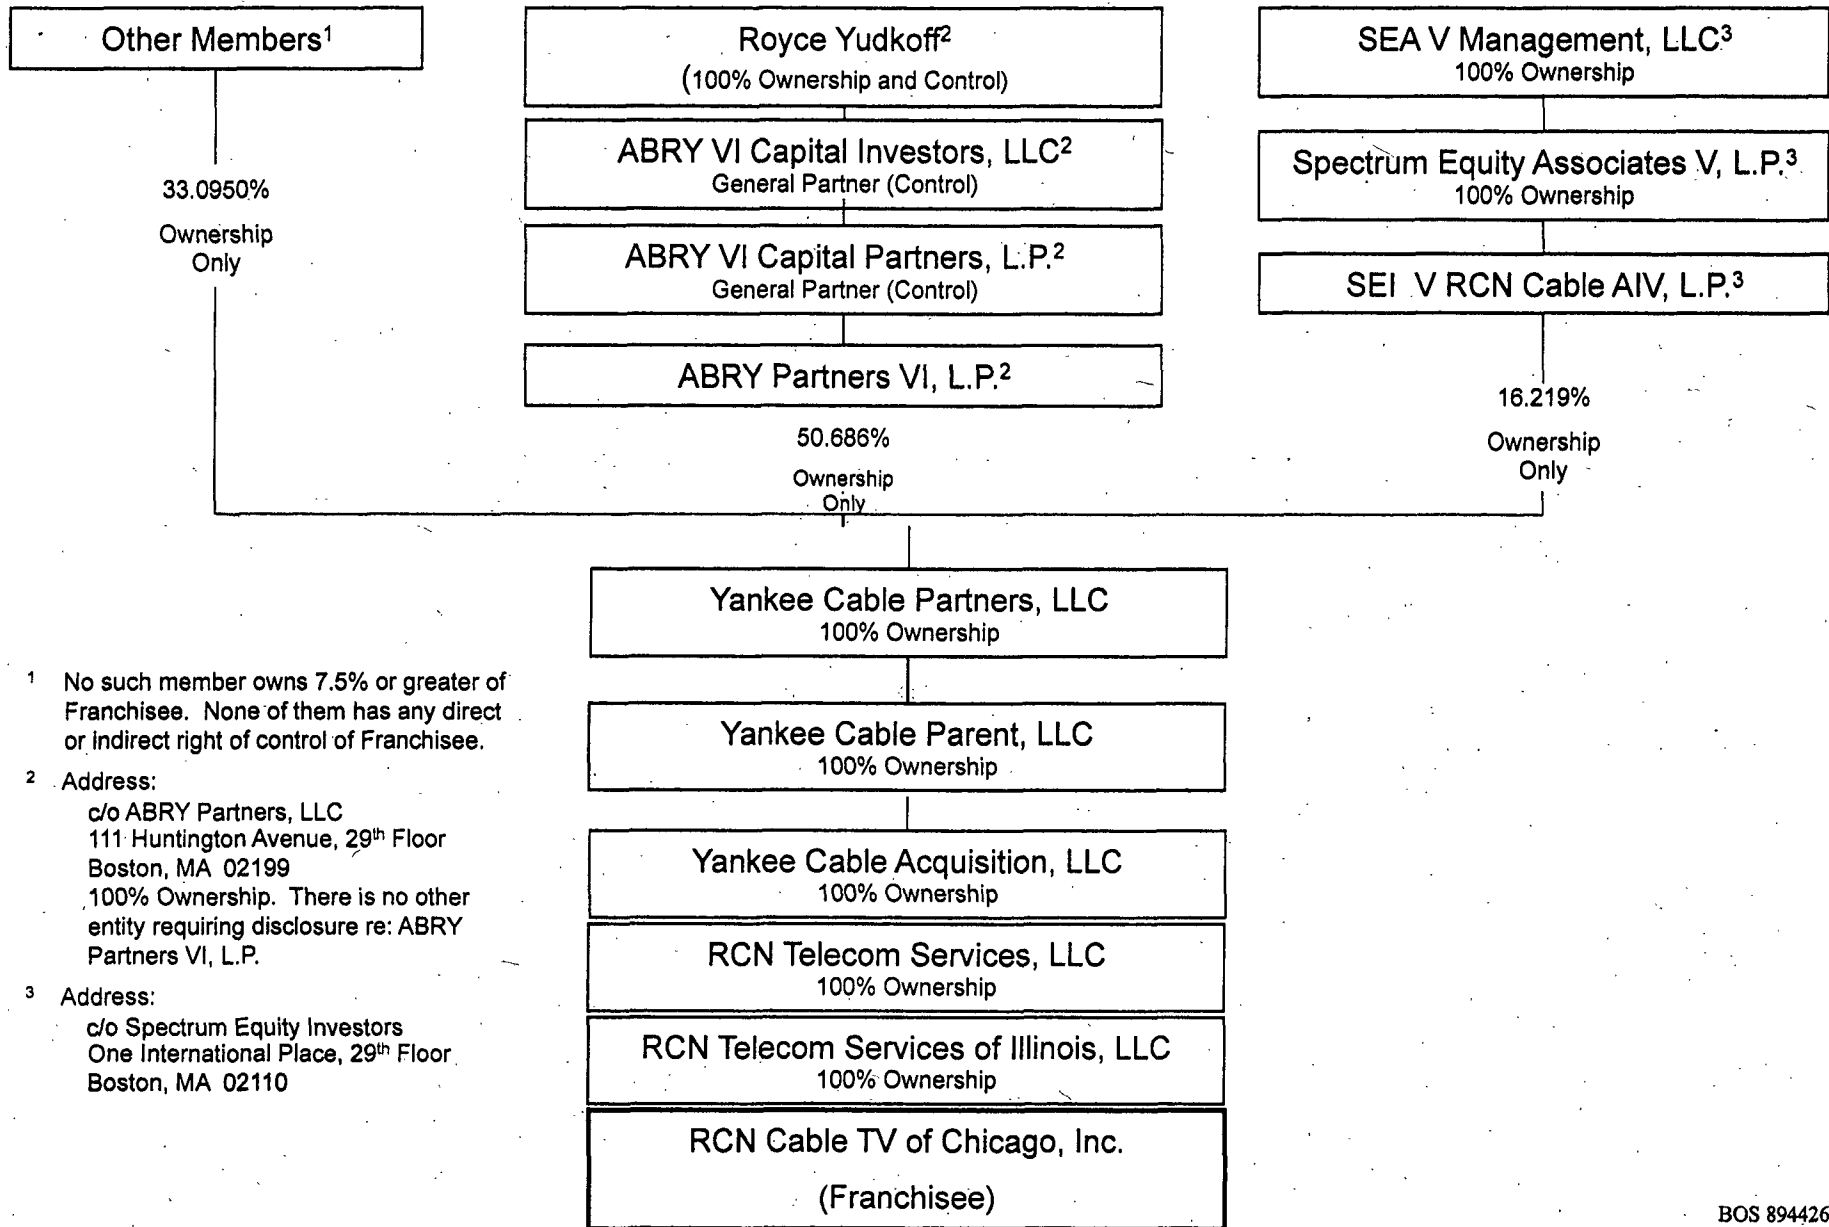 Other Members¹
33.0950%
Ownership
Only
Royce Yudkoff²
(100% Ownership and Control)
ABRY VI Capital Investors, LLC²
General Partner (Control)
ABRY VI Capital Partners, L.P.²
General Partner (Control)
ABRY Partners VI, L.P.²
50.686%
Ownership
Only
SEA V Management, LLC³
100% Ownership
Spectrum Equity Associates V, L.P.³
100% Ownership
SEI V RCN Cable AIV, L.P.³
16.219%
Ownership
Only
Yankee Cable Partners, LLC
100% Ownership
Yankee Cable Parent, LLC
100% Ownership
Yankee Cable Acquisition, LLC
100% Ownership
RCN Telecom Services, LLC
100% Ownership
RCN Telecom Services of Illinois, LLC
100% Ownership
RCN Cable TV of Chicago, Inc.
(Franchisee)
¹ No such member owns 7.5% or greater of
Franchisee. None of them has any direct
or indirect right of control of Franchisee.
² Address:
c/o ABRY Partners, LLC
111 Huntington Avenue, 29th Floor
Boston, MA 02199
100% Ownership. There is no other
entity requiring disclosure re: ABRY
Partners VI, L.P.
³ Address:
c/o Spectrum Equity Investors
One International Place, 29th Floor
Boston, MA 02110
BOS 894426